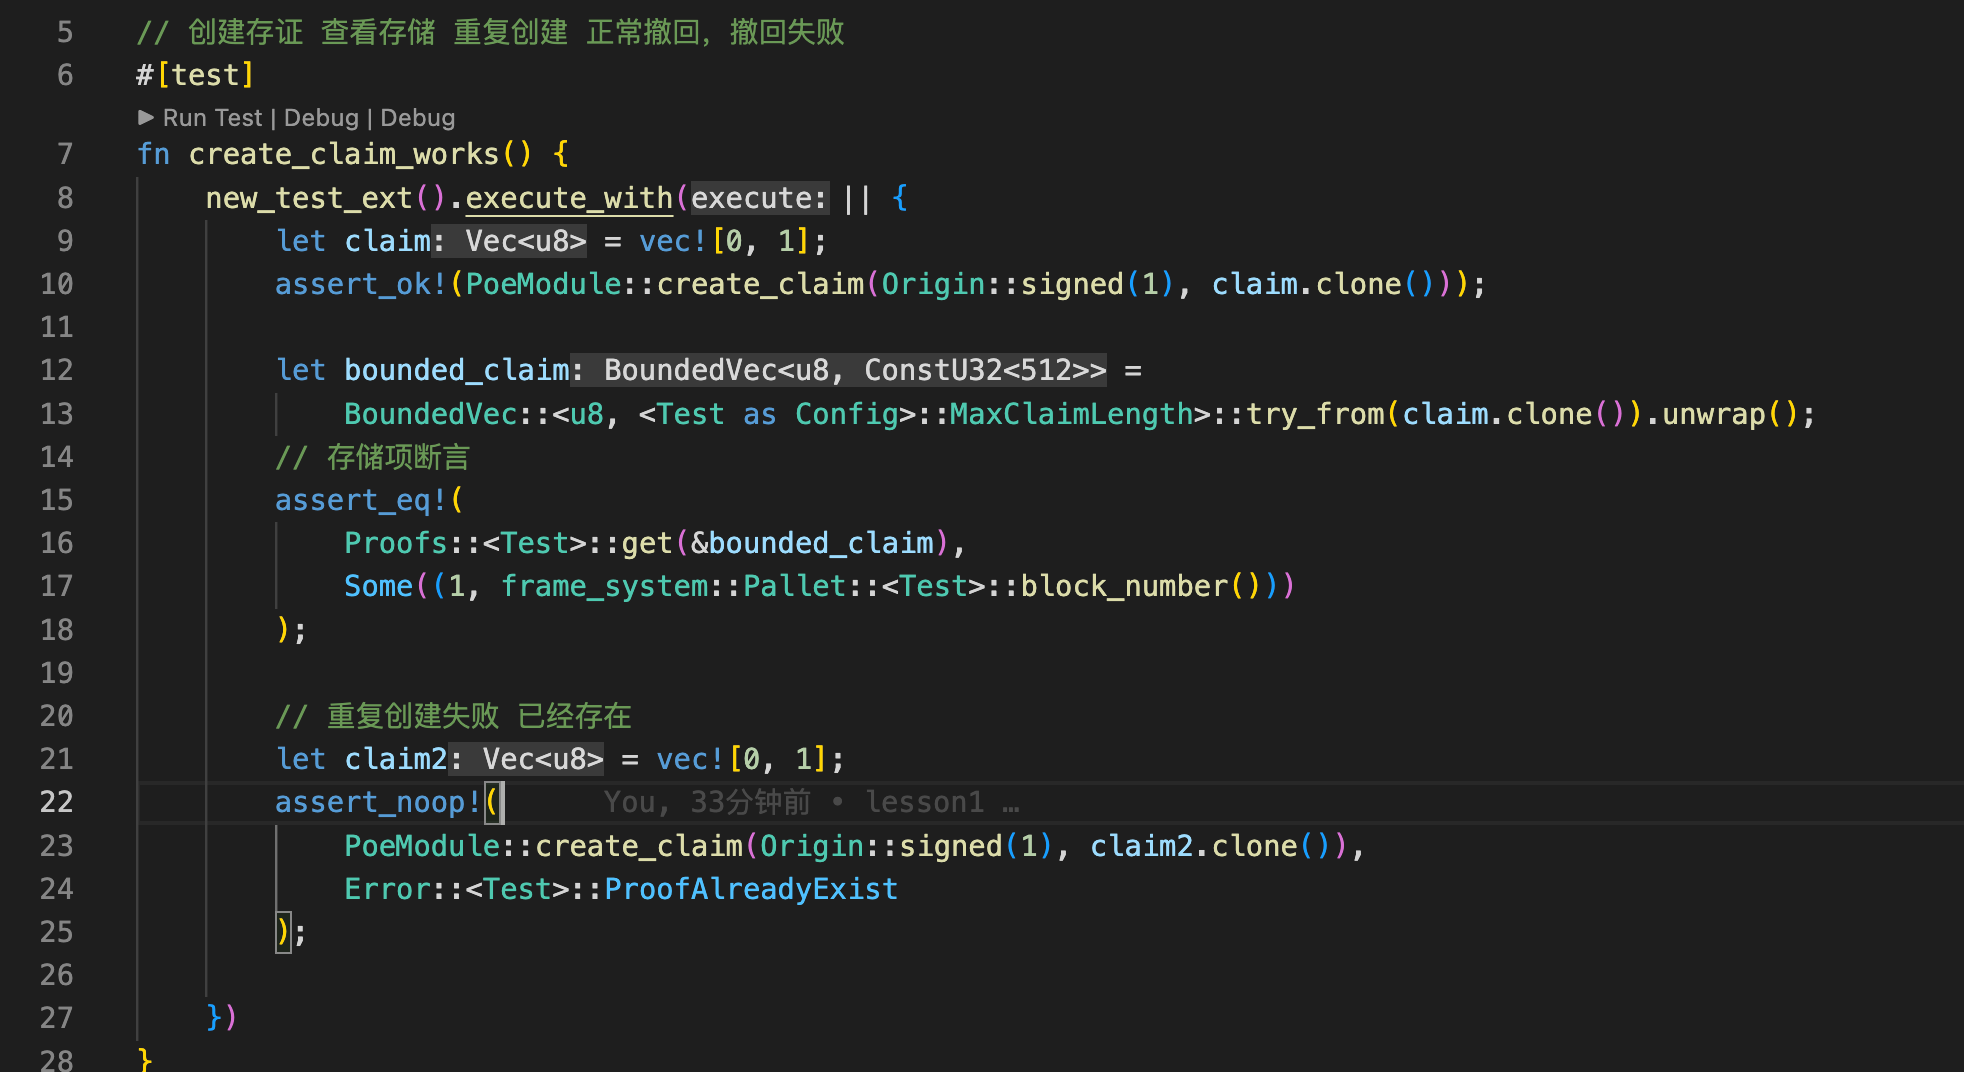 5 // 创建存证 查看存储 重复创建 正常撤回，撤回失败
6 #[test]
▶ Run Test | Debug | Debug
7 fn create_claim_works() {
8 new_test_ext().execute_with(execute: || {
9 let claim: Vec<u8> = vec![0, 1];
10 assert_ok!(PoeModule::create_claim(Origin::signed(1), claim.clone()));
11
12 let bounded_claim: BoundedVec<u8, ConstU32<512>> =
13 BoundedVec::<u8, <Test as Config>::MaxClaimLength>::try_from(claim.clone()).unwrap();
14 // 存储项断言
15 assert_eq!(
16 Proofs::<Test>::get(&bounded_claim),
17 Some((1, frame_system::Pallet::<Test>::block_number()))
18 );
19
20 // 重复创建失败 已经存在
21 let claim2: Vec<u8> = vec![0, 1];
22 assert_noop!( You, 33分钟前 • lesson1 …
23 PoeModule::create_claim(Origin::signed(1), claim2.clone()),
24 Error::<Test>::ProofAlreadyExist
25 );
26
27 })
28 }